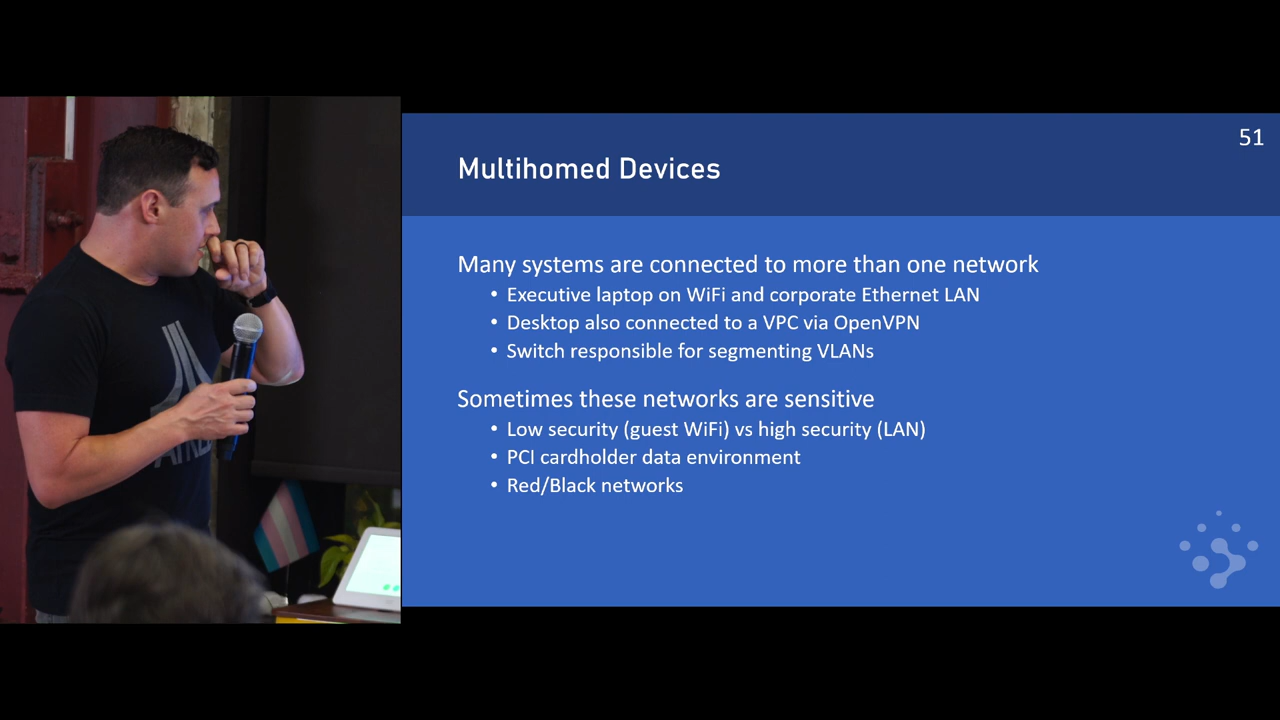 51
Multihomed Devices
Many systems are connected to more than one network
• Executive laptop on WiFi and corporate Ethernet LAN
• Desktop also connected to a VPC via OpenVPN
• Switch responsible for segmenting VLANs
Sometimes these networks are sensitive
• Low security (guest WiFi) vs high security (LAN)
• PCI cardholder data environment
• Red/Black networks